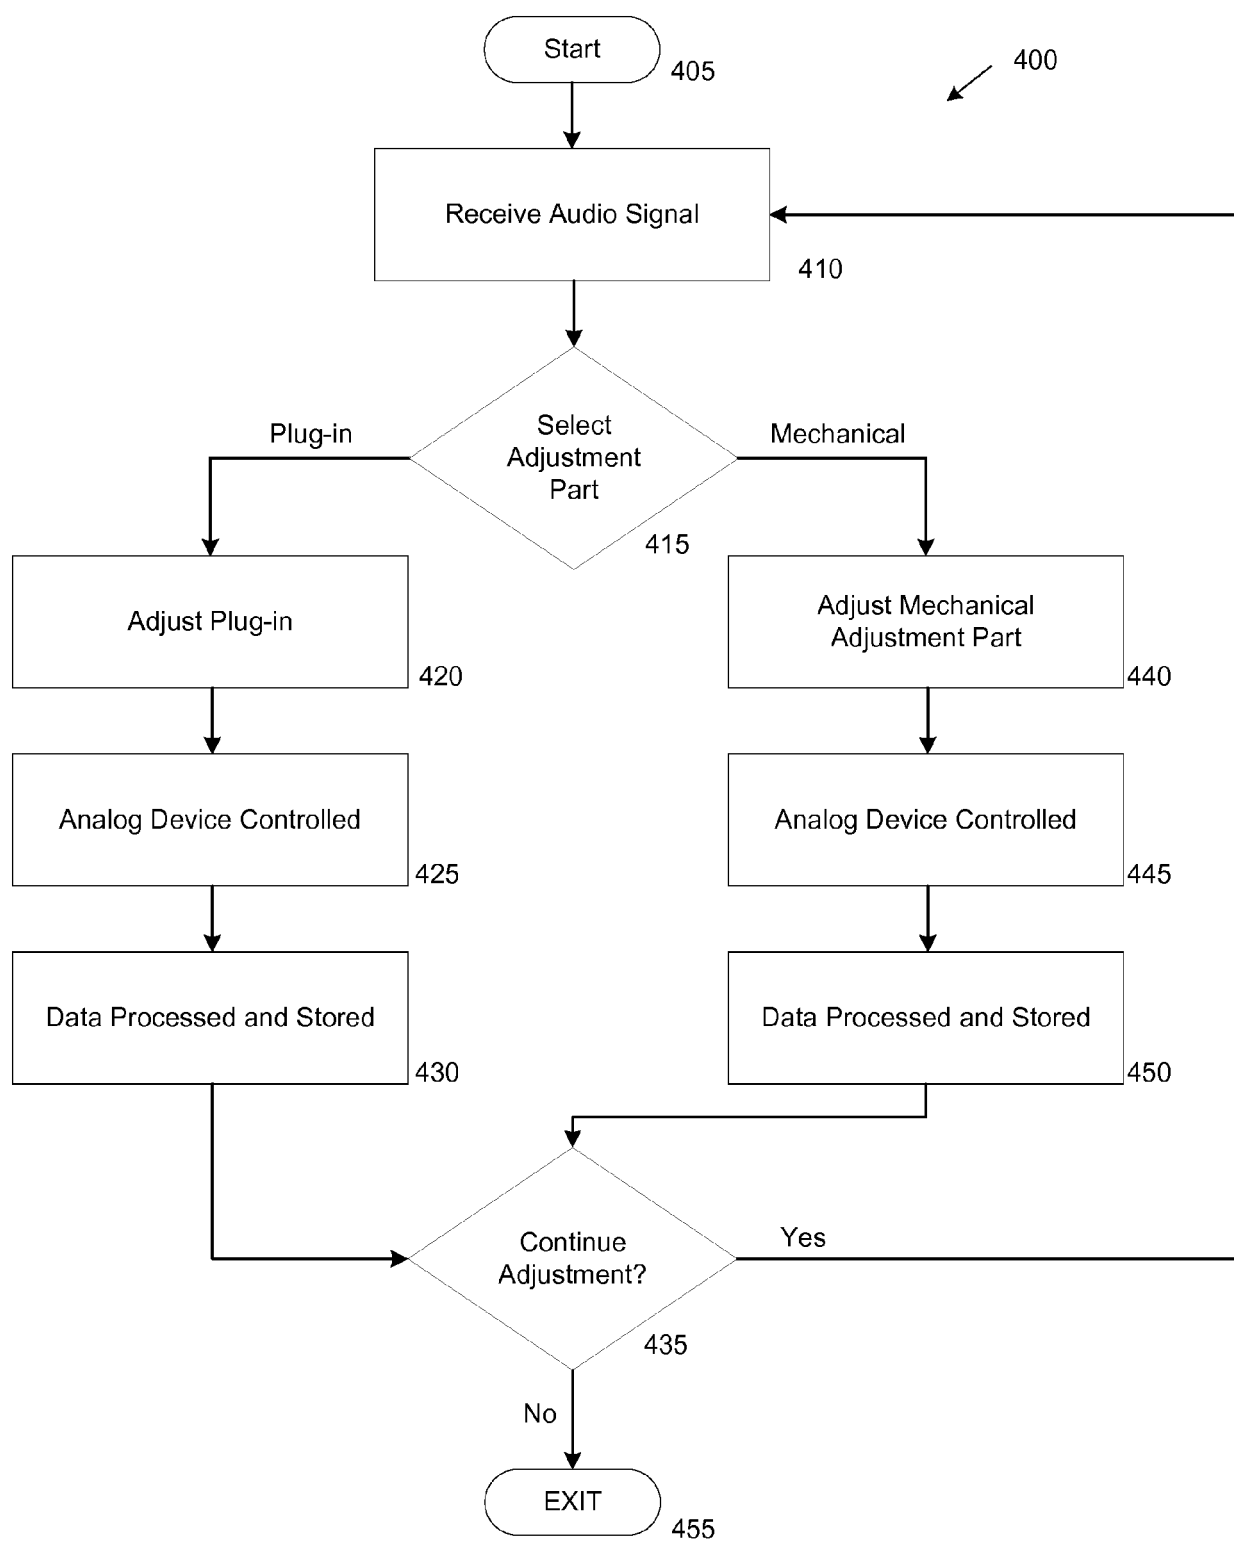 Start
405
400
Receive Audio Signal
410
Plug-in
Select
Adjustment
Part
Mechanical
415
Adjust Plug-in
420
Adjust Mechanical
Adjustment Part
440
Analog Device Controlled
425
Analog Device Controlled
445
Data Processed and Stored
430
Data Processed and Stored
450
Continue
Adjustment?
Yes
435
No
EXIT
455